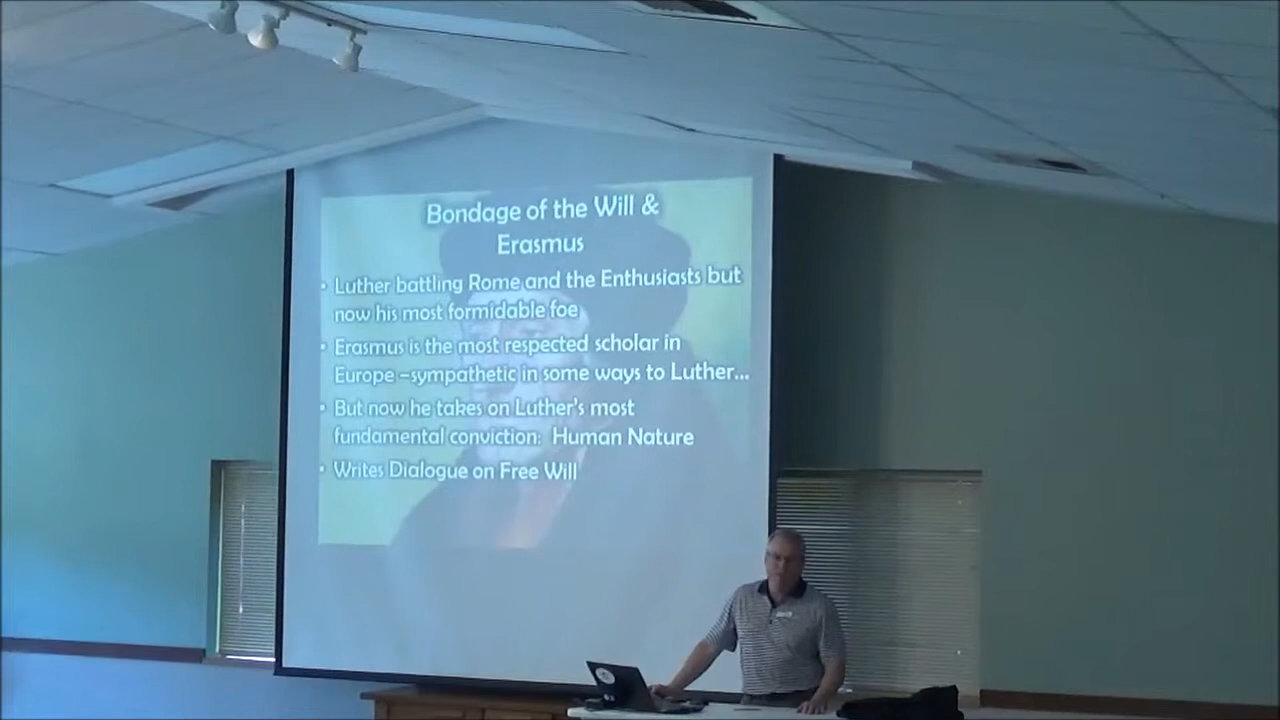 Bondage of the Will &
Erasmus
• Luther battling Rome and the Enthusiasts but
now his most formidable foe
• Erasmus is the most respected scholar in
Europe –sympathetic in some ways to Luther...
• But now he takes on Luther's most
fundamental conviction: Human Nature
• Writes Dialogue on Free Will